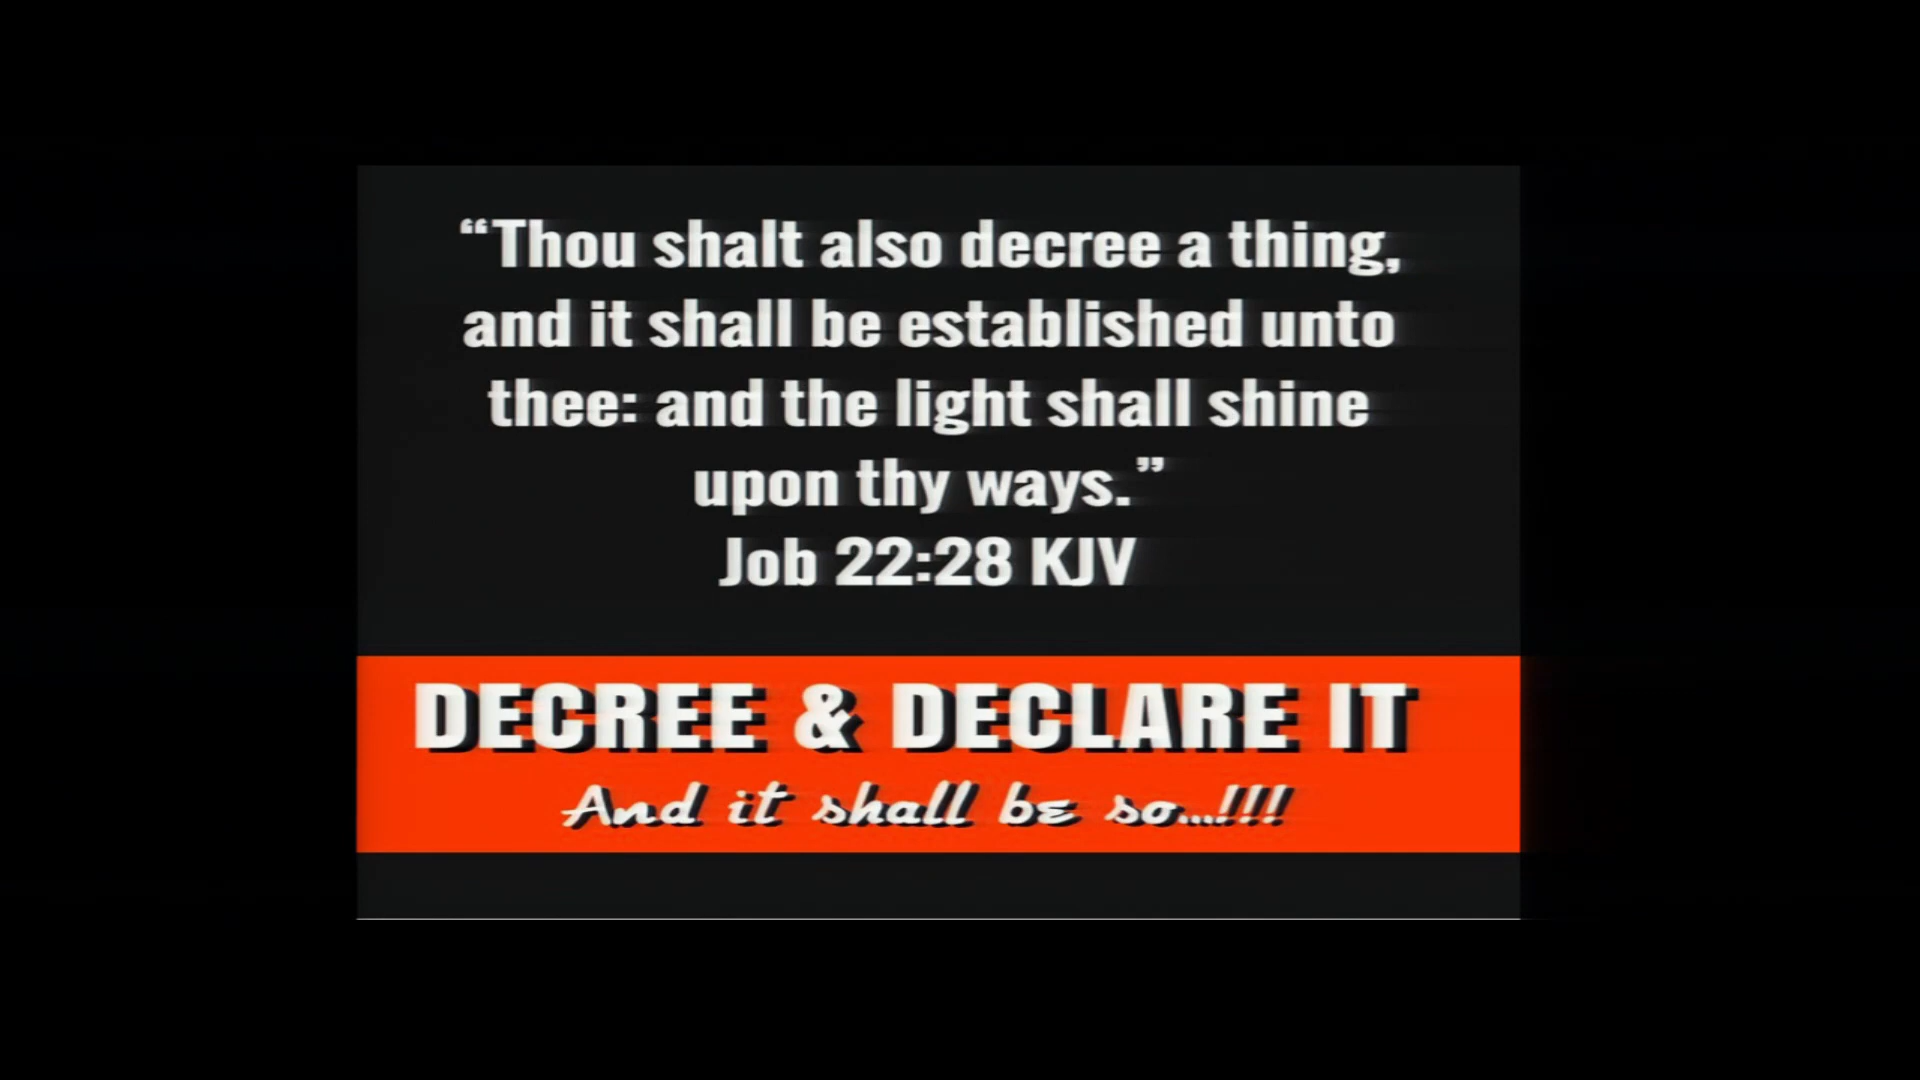 “Thou shalt also decree a thing,
and it shall be established unto
thee: and the light shall shine
upon thy ways.”
Job 22:28 KJV
DECREE & DECLARE IT
And it shall be so...!!!